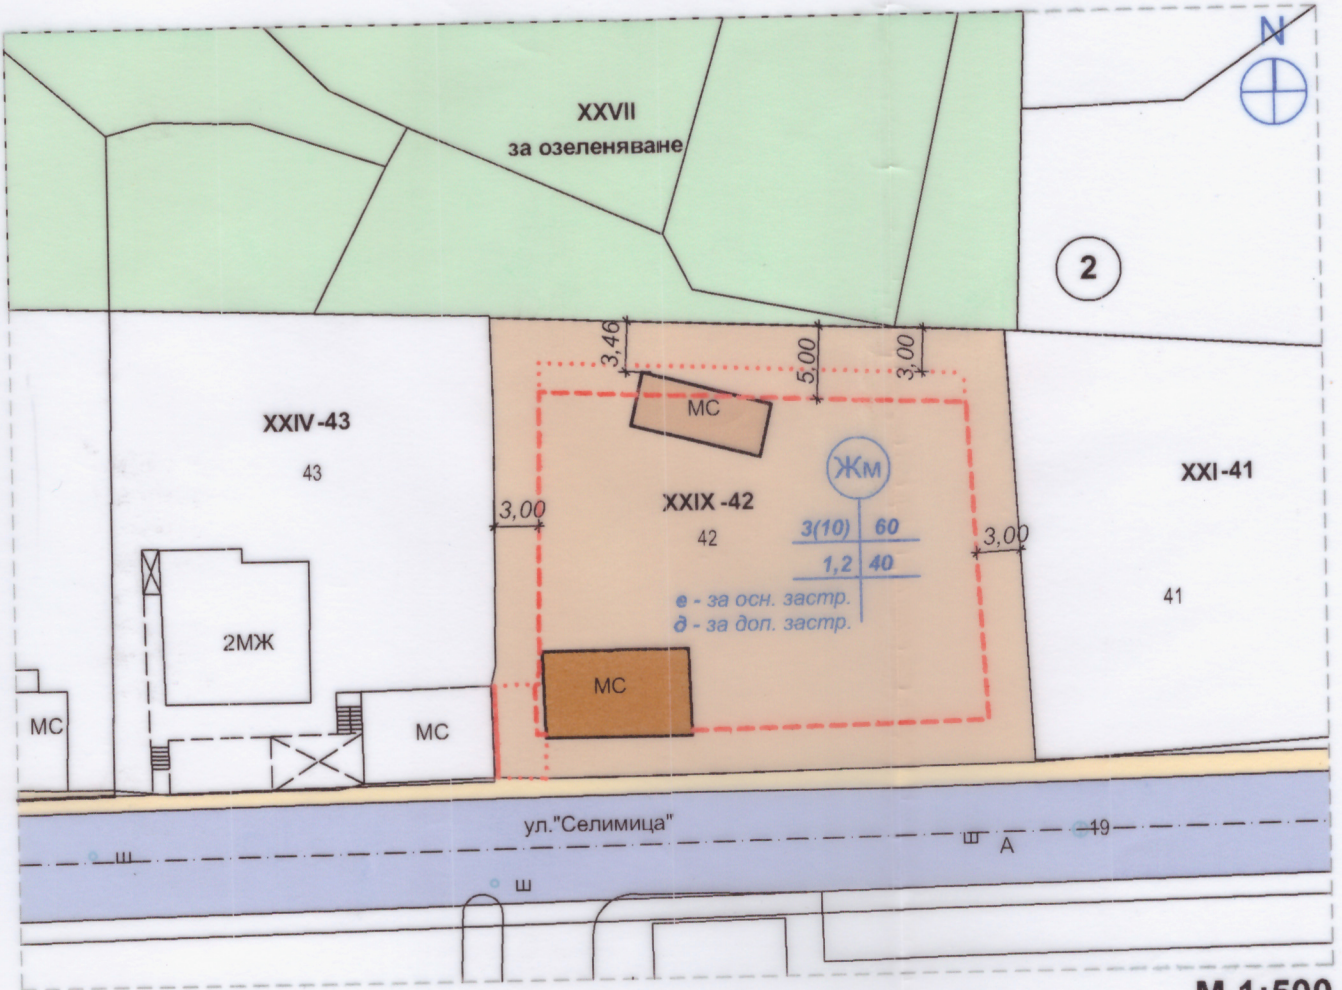 N
XXVII
за озеленяване
2
3,46
5,00
3,00
МС
XXIV-43
43
Жм
XXIX-42
42
3,00
3(10) 60
1,2 40
е - за осн. застр.
д - за доп. застр.
3,00
XXI-41
41
2МЖ
МС
МС
МС
ул."Селимица"
Ш
Ш
Ш
А
19
М 1:500